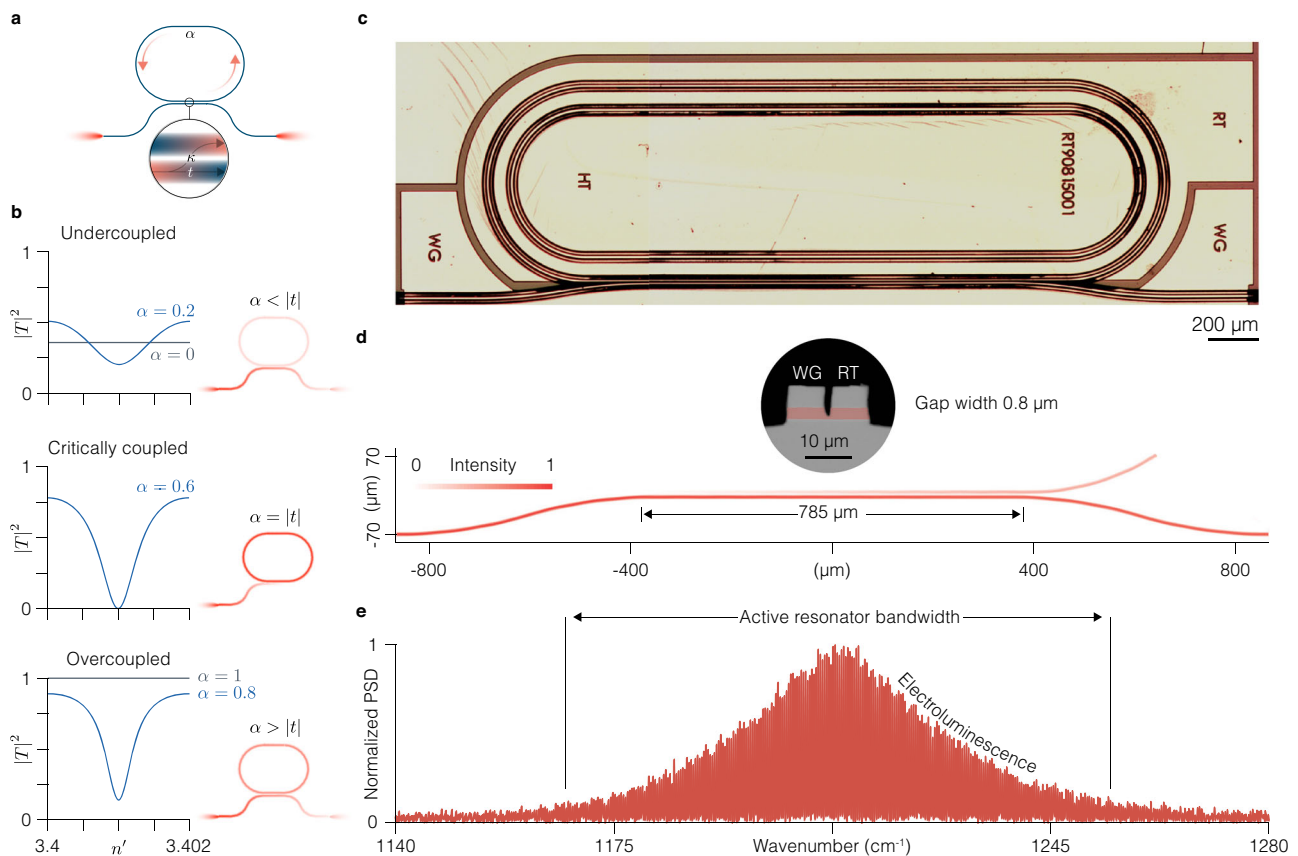 a
α
κ
t
b
Undercoupled
1
|T|²
0
α = 0.2
α = 0
α < |t|
Critically coupled
1
|T|²
0
α = 0.6
α = |t|
Overcoupled
1
|T|²
0
α = 1
α = 0.8
α > |t|
3.4
n′
3.402
c
HT
RT90815001
RT
WG
WG
200 µm
d
WG RT
10 µm
Gap width 0.8 µm
0 Intensity 1
70
(µm)
-70
785 µm
-800
-400
(µm)
400
800
e
Active resonator bandwidth
Normalized PSD
1
0
Electroluminescence
1140
1175
Wavenumber (cm⁻¹)
1245
1280